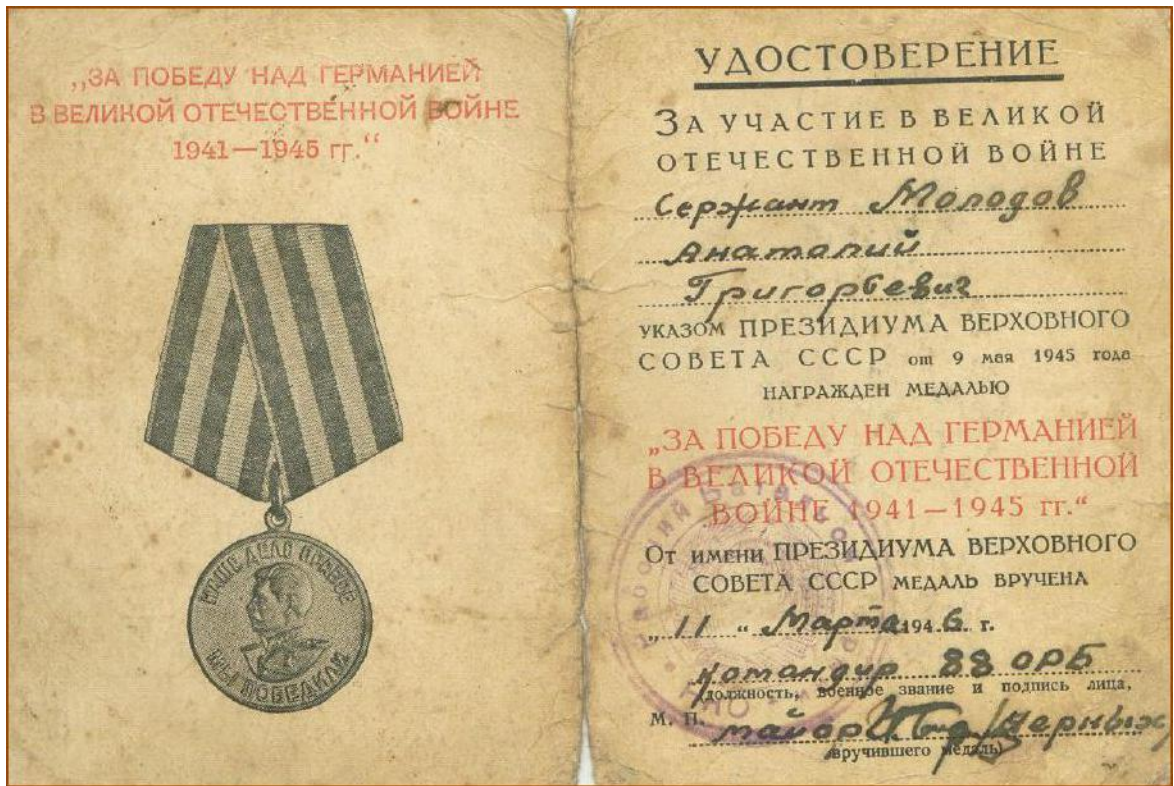 „ЗА ПОБЕДУ НАД ГЕРМАНИЕЙ
В ВЕЛИКОЙ ОТЕЧЕСТВЕННОЙ ВОЙНЕ
1941—1945 гг.“
НАШЕ ДЕЛО ПРАВОЕ
МЫ ПОБЕДИЛИ
УДОСТОВЕРЕНИЕ
ЗА УЧАСТИЕ В ВЕЛИКОЙ
ОТЕЧЕСТВЕННОЙ ВОЙНЕ
Сержант Молодов
Анатолий
Григорьевич
УКАЗОМ ПРЕЗИДИУМА ВЕРХОВНОГО
СОВЕТА СССР от 9 мая 1945 года
НАГРАЖДЕН МЕДАЛЬЮ
„ЗА ПОБЕДУ НАД ГЕРМАНИЕЙ
В ВЕЛИКОЙ ОТЕЧЕСТВЕННОЙ
ВОЙНЕ 1941—1945 гг.“
ОТ ИМЕНИ ПРЕЗИДИУМА ВЕРХОВНОГО
СОВЕТА СССР МЕДАЛЬ ВРУЧЕНА
„11“ Марта 1946 г.
командир 88 ОРБ
(должность, военное звание и подпись лица,
М. П. майор Черных
вручившего медаль)